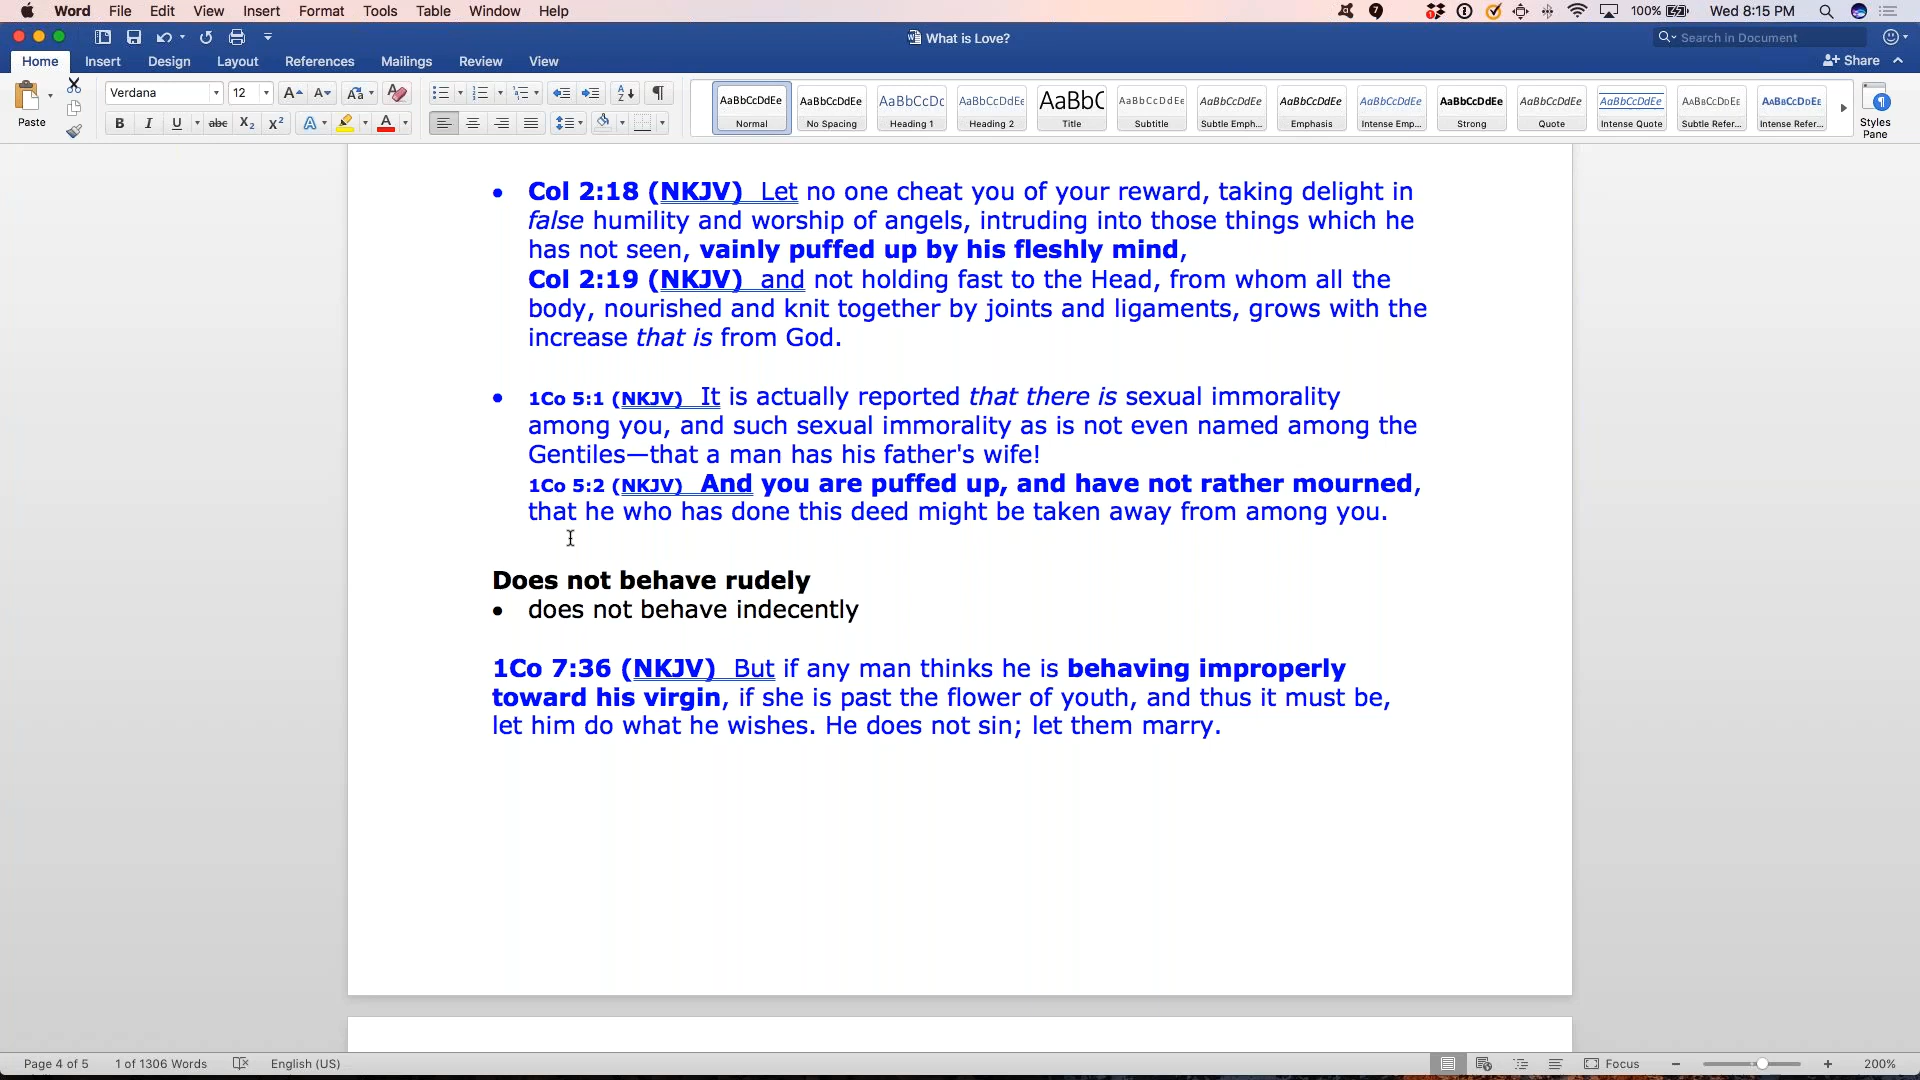 Word File Edit View Insert Format Tools Table Window Help 7 1 100% Wed 8:15 PM
What is Love? Search in Document
Home Insert Design Layout References Mailings Review View Share
Paste Verdana 12 Aa AaBbCcDdEe AaBbCcDdEe AaBbCcDc AaBbCcDdEe AaBbC AaBbCcDdEe AaBbCcDdEe AaBbCcDdEe AaBbCcDdEe AaBbCcDdEe AaBbCcDdEe AaBbCcDdEe AaBbCcDdEe AaBbCcDdEe
B I U abc X₂ X² A A Normal No Spacing Heading 1 Heading 2 Title Subtitle Subtle Emph... Emphasis Intense Emp... Strong Quote Intense Quote Subtle Refer... Intense Refer... Styles Pane
• Col 2:18 (NKJV) Let no one cheat you of your reward, taking delight in
false humility and worship of angels, intruding into those things which he
has not seen, vainly puffed up by his fleshly mind,
Col 2:19 (NKJV) and not holding fast to the Head, from whom all the
body, nourished and knit together by joints and ligaments, grows with the
increase that is from God.
• 1Co 5:1 (NKJV) It is actually reported that there is sexual immorality
among you, and such sexual immorality as is not even named among the
Gentiles—that a man has his father's wife!
1Co 5:2 (NKJV) And you are puffed up, and have not rather mourned,
that he who has done this deed might be taken away from among you.
Does not behave rudely
• does not behave indecently
1Co 7:36 (NKJV) But if any man thinks he is behaving improperly
toward his virgin, if she is past the flower of youth, and thus it must be,
let him do what he wishes. He does not sin; let them marry.
Page 4 of 5 1 of 1306 Words English (US) Focus 200%